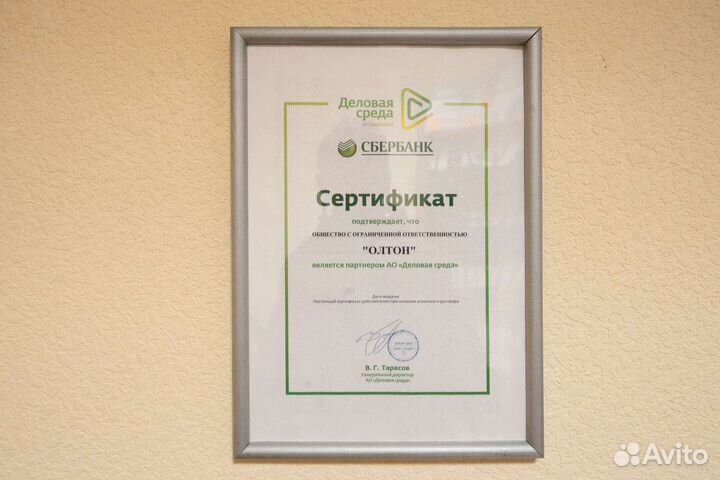 Деловая
среда
от Сбербанка
СБЕРБАНК
Сертификат
подтверждает, что
ОБЩЕСТВО С ОГРАНИЧЕННОЙ ОТВЕТСТВЕННОСТЬЮ
"ОЛТОН"
является партнером АО «Деловая среда»
Дата выдачи:
Настоящий сертификат действителен при наличии агентского договора
В. Г. Тарасов
Генеральный директор
АО «Деловая среда»
Avito